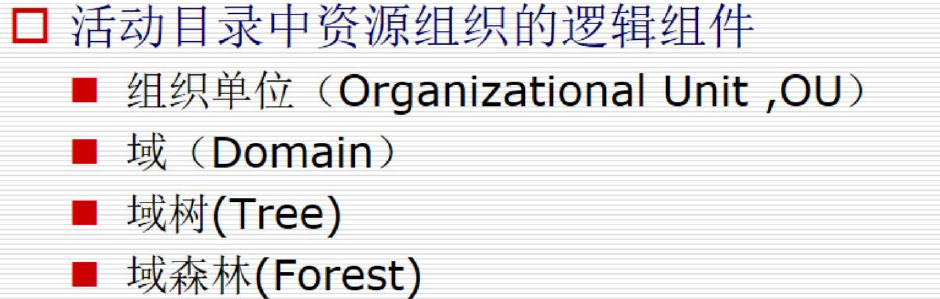 活动目录中资源组织的逻辑组件
组织单位（Organizational Unit ,OU）
域（Domain）
域树(Tree)
域森林(Forest)